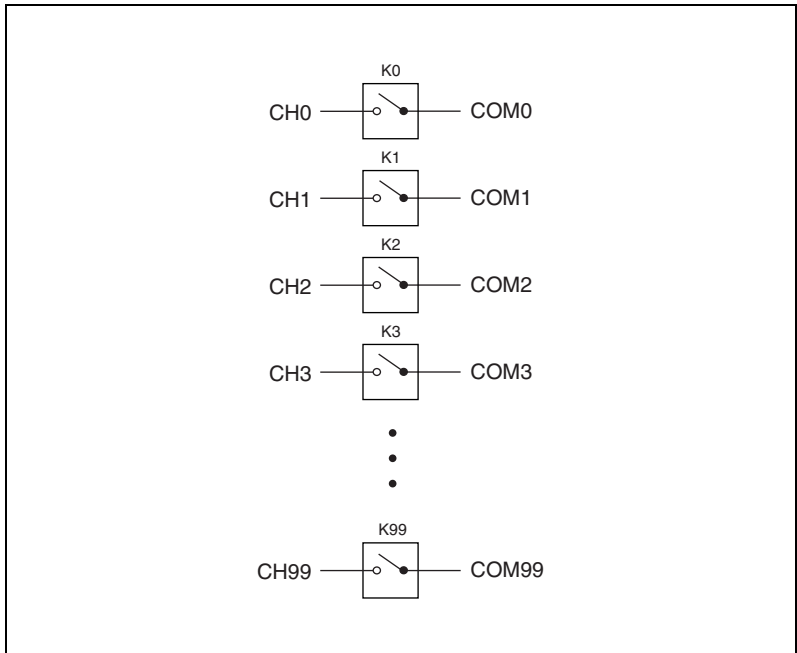 K0
CH0 COM0
K1
CH1 COM1
K2
CH2 COM2
K3
CH3 COM3
K99
CH99 COM99